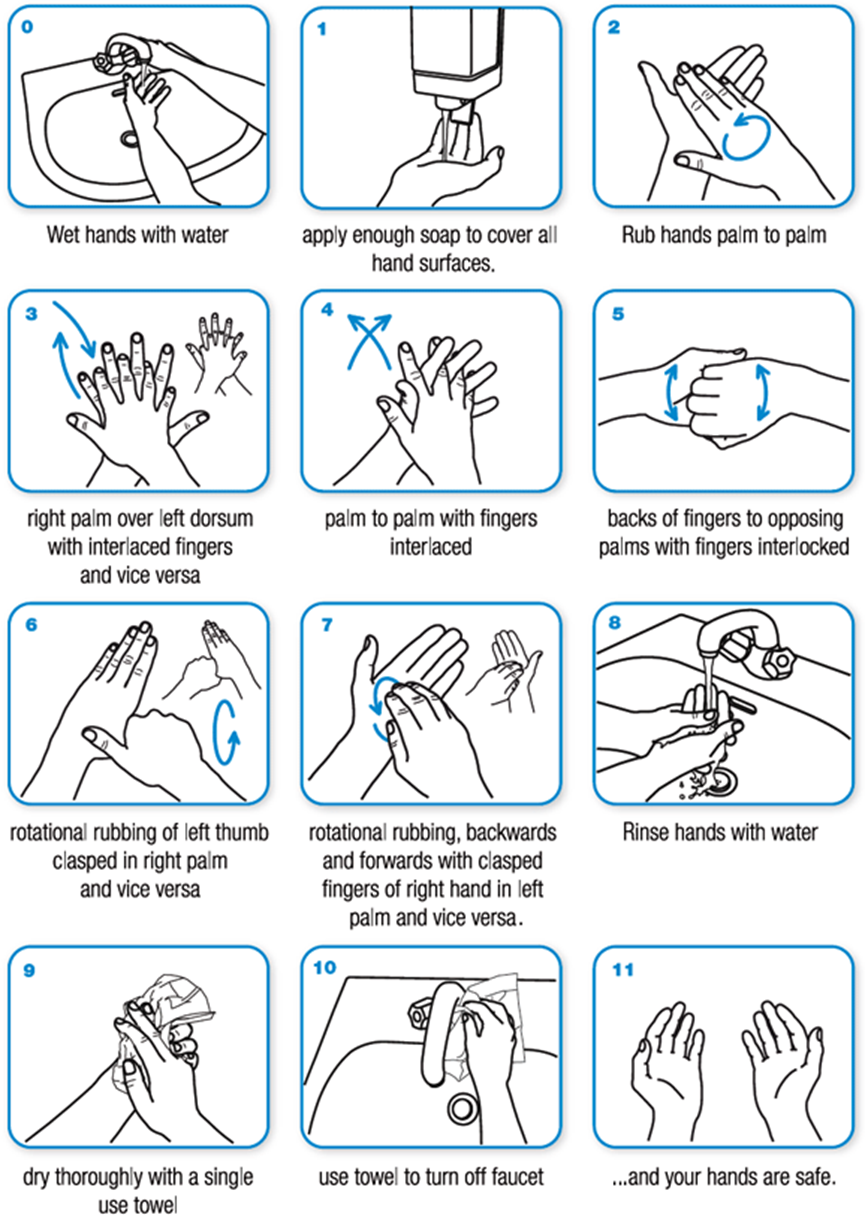 0
Wet hands with water
1
apply enough soap to cover all
hand surfaces.
2
Rub hands palm to palm
3
right palm over left dorsum
with interlaced fingers
and vice versa
4
palm to palm with fingers
interlaced
5
backs of fingers to opposing
palms with fingers interlocked
6
rotational rubbing of left thumb
clasped in right palm
and vice versa
7
rotational rubbing, backwards
and forwards with clasped
fingers of right hand in left
palm and vice versa.
8
Rinse hands with water
9
dry thoroughly with a single
use towel
10
use towel to turn off faucet
11
...and your hands are safe.